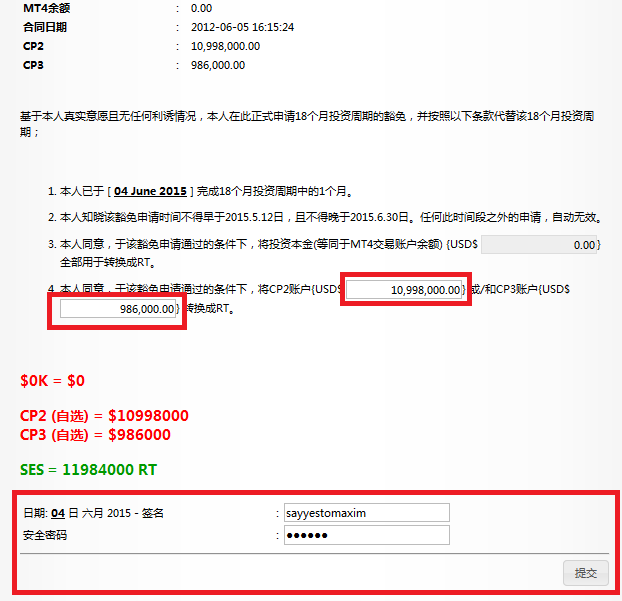 MT4余额 : 0.00
合同日期 : 2012-06-05 16:15:24
CP2 : 10,998,000.00
CP3 : 986,000.00
基于本人真实意愿且无任何利诱情况，本人在此正式申请18个月投资周期的豁免，并按照以下条款代替该18个月投资周
期；
1. 本人已于 [ 04 June 2015 ] 完成18个月投资周期中的1个月。
2. 本人知晓该豁免申请时间不得早于2015.5.12日，且不得晚于2015.6.30日。任何此时间段之外的申请，自动无效。
3. 本人同意，于该豁免申请通过的条件下，将投资本金(等同于MT4交易账户余额) {USD$ 0.00}
全部用于转换成RT。
4. 本人同意，于该豁免申请通过的条件下，将CP2账户{USD$ 10,998,000.00} 或/和CP3账户{USD$
986,000.00} 转换成RT。
$0K = $0
CP2 (自选) = $10998000
CP3 (自选) = $986000
SES = 11984000 RT
日期: 04 日 六月 2015 - 签名 : sayyestomaxim
安全密码 : ●●●●●●
提交